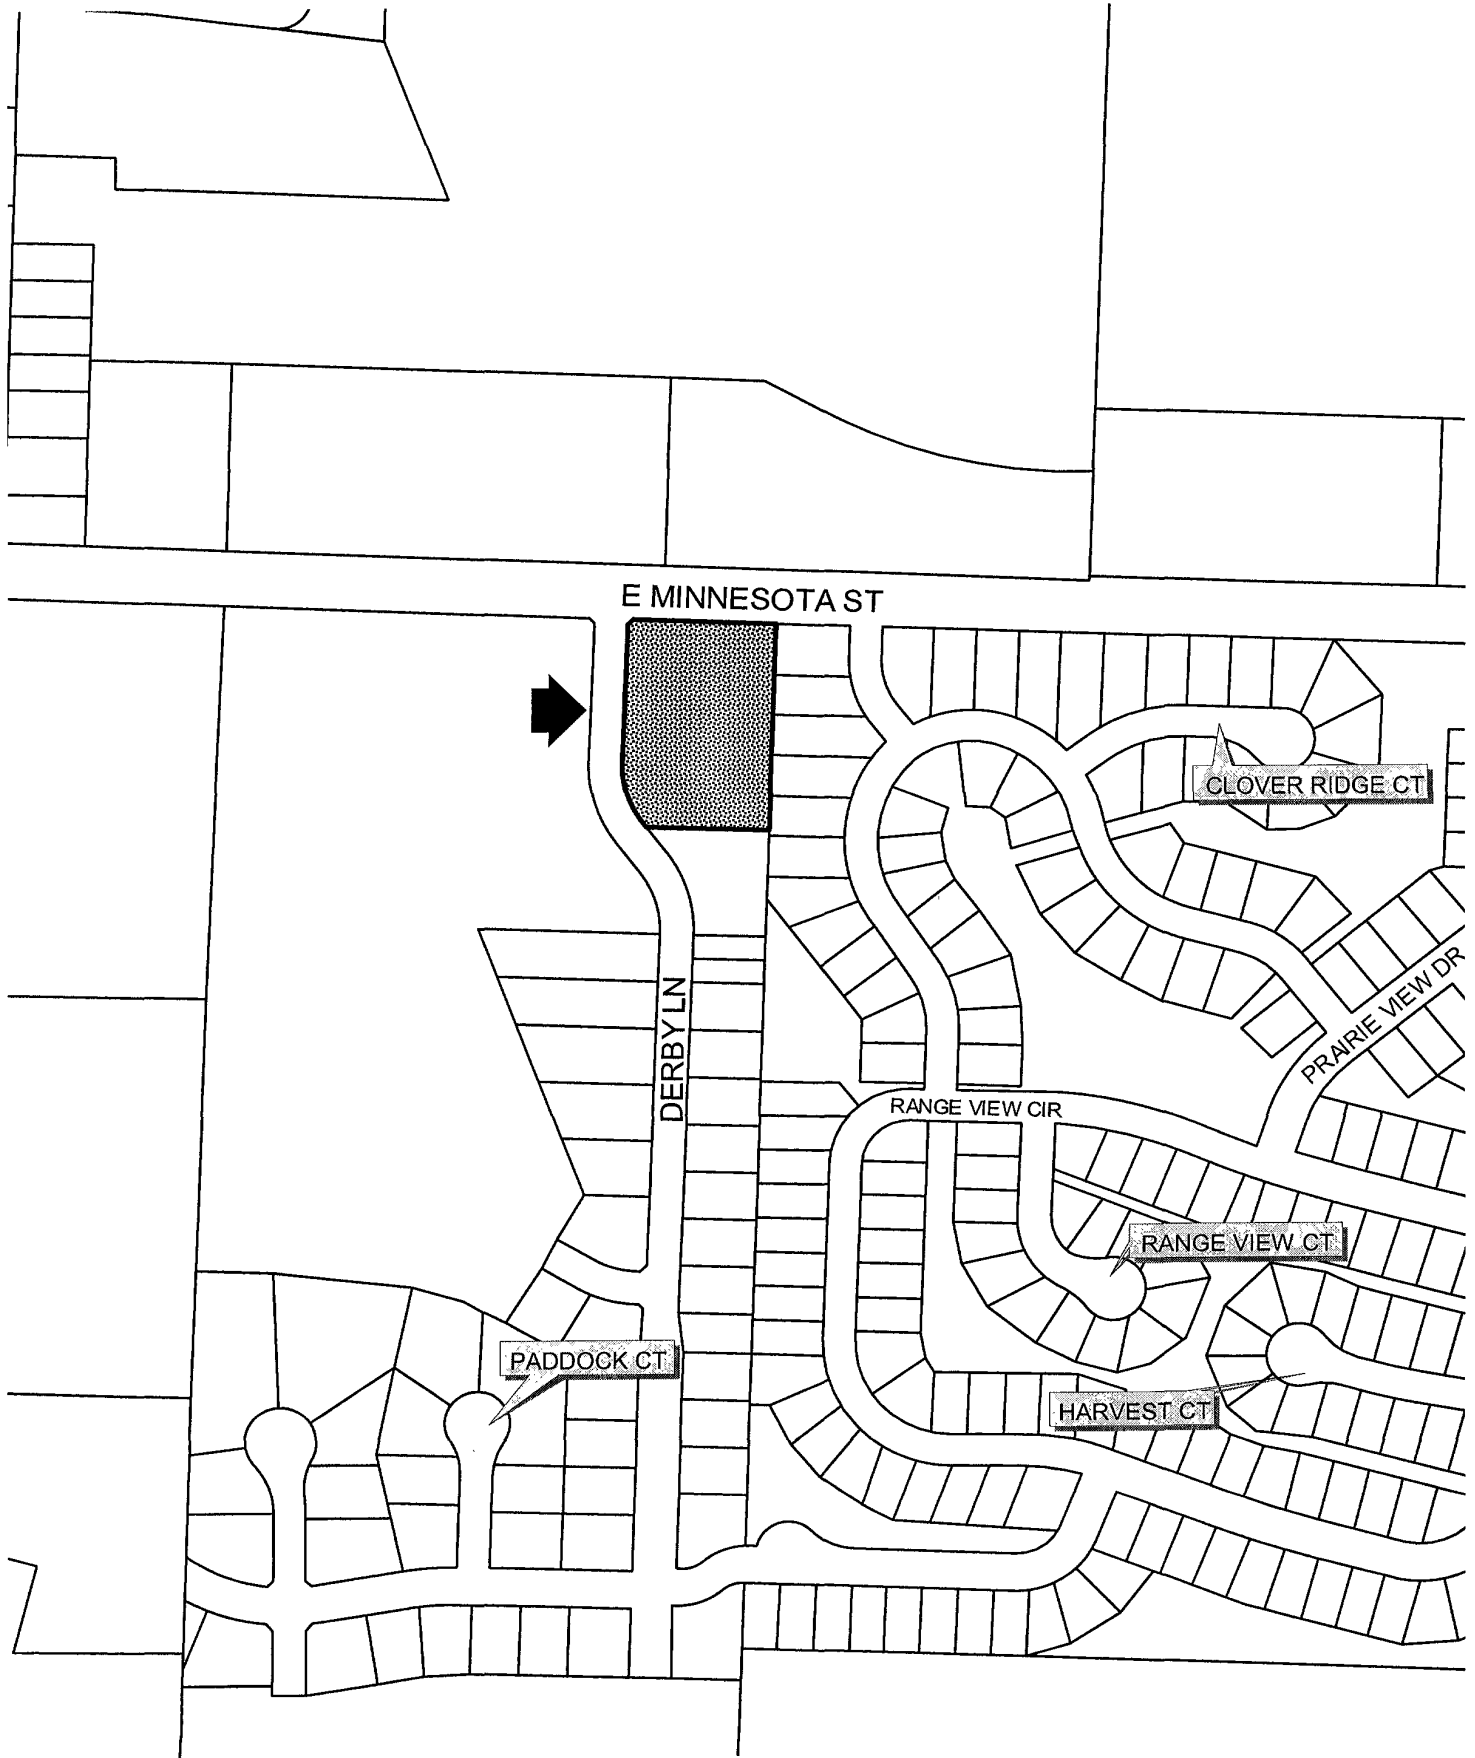 E MINNESOTA ST
CLOVER RIDGE CT
PRAIRIE VIEW DR
DERBY LN
RANGE VIEW CIR
RANGE VIEW CT
PADDOCK CT
HARVEST CT